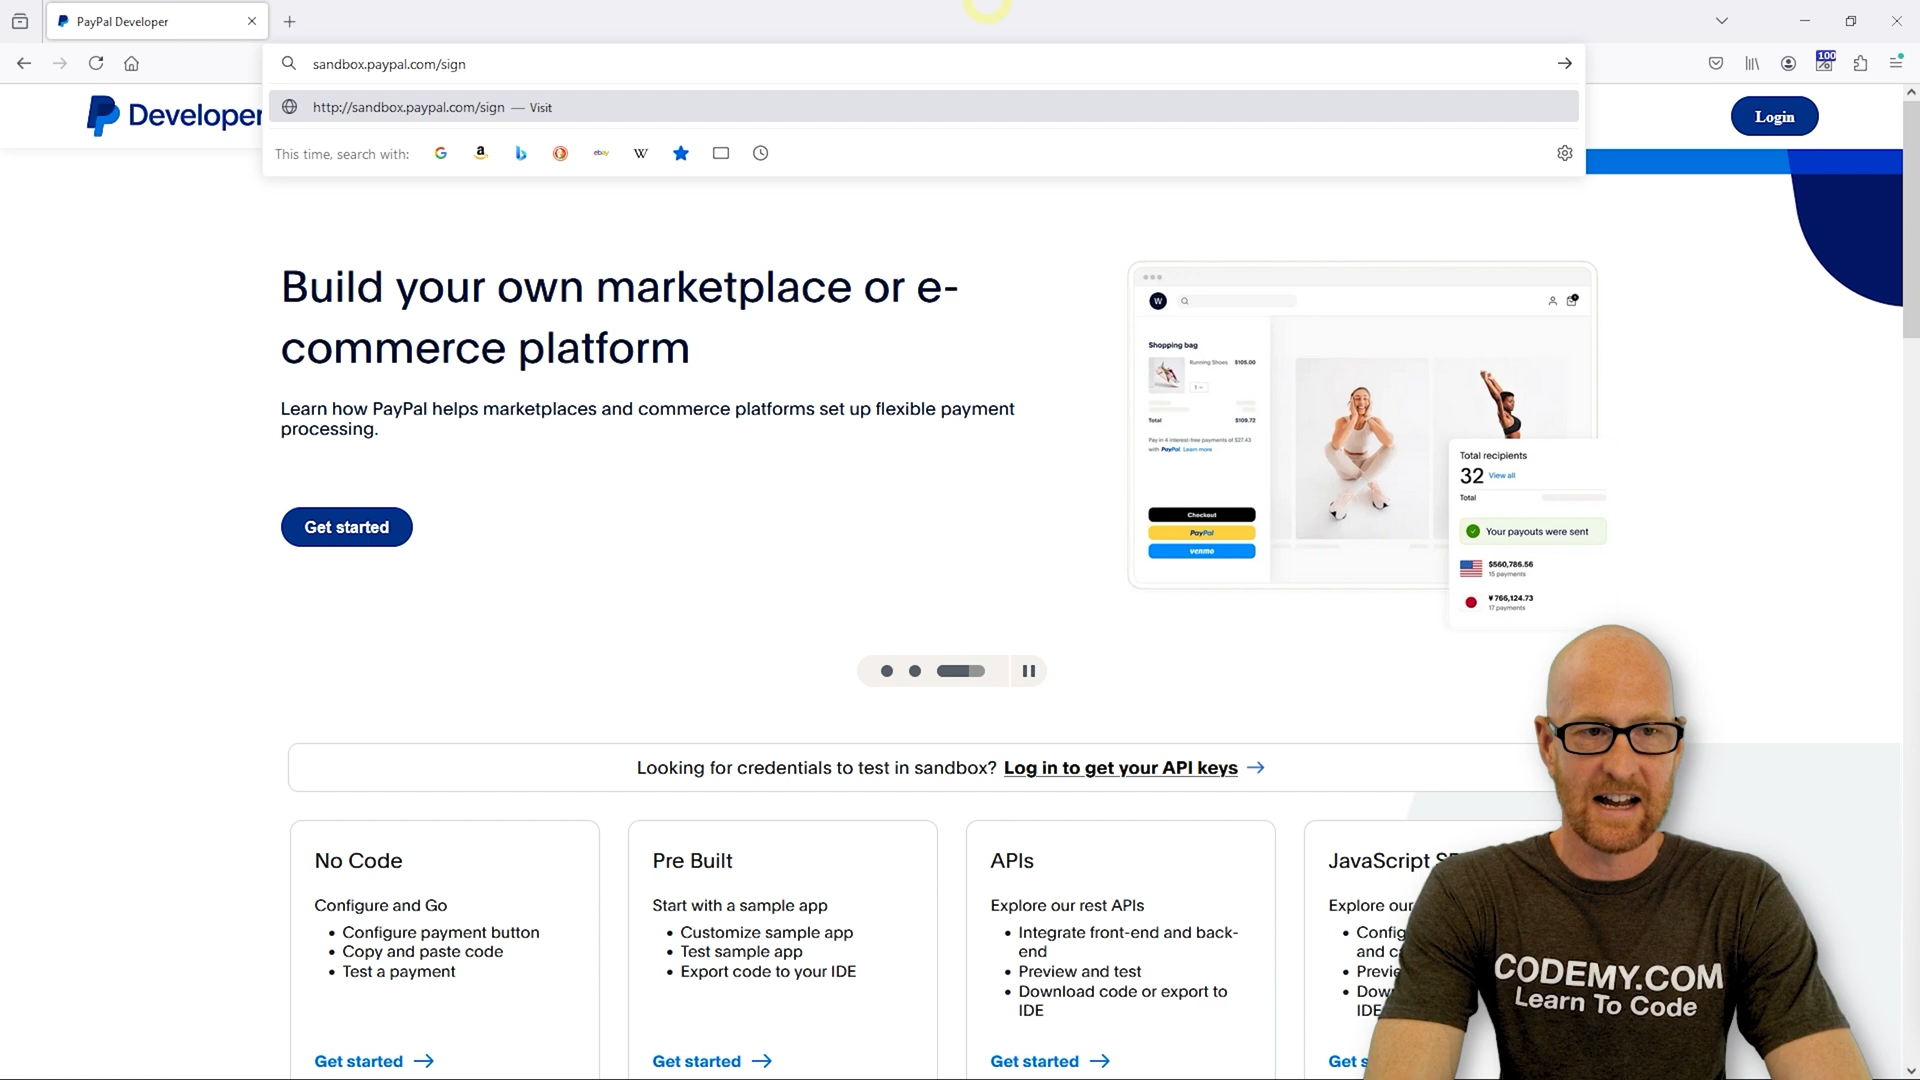 PayPal Developer
sandbox.paypal.com/sign
100
http://sandbox.paypal.com/sign — Visit
This time, search with:
Developer
Login
Build your own marketplace or e-
commerce platform
Learn how PayPal helps marketplaces and commerce platforms set up flexible payment
processing.
Get started
W
Shopping bag
Running Shoes $105.00
1
Total $109.72
Pay in 4 interest-free payments of $27.43
with PayPal. Learn more
Checkout
PayPal
venmo
Total recipients
32 View all
Total
Your payouts were sent
$560,786.56
15 payments
¥ 766,124.73
17 payments
Looking for credentials to test in sandbox? Log in to get your API keys
No Code
Configure and Go
• Configure payment button
• Copy and paste code
• Test a payment
Get started
Pre Built
Start with a sample app
• Customize sample app
• Test sample app
• Export code to your IDE
Get started
APIs
Explore our rest APIs
• Integrate front-end and back-
end
• Preview and test
• Download code or export to
IDE
Get started
JavaScript
Explore our
IDE
CODEMY.COM
Learn To Code